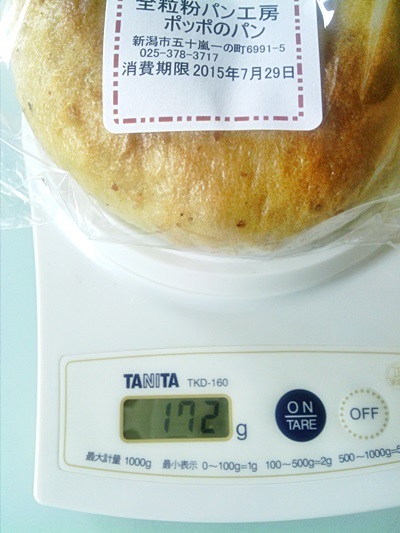 全粒粉パン工房
ポッポのパン
新潟市五十嵐一の町6991-5
025-378-3717
消費期限 2015年7月29日
TANITA TKD-160
172 g
ON
TARE
OFF
最大計量 1000g 最小表示 0〜100g=1g 100〜500g=2g 500〜1000g=5